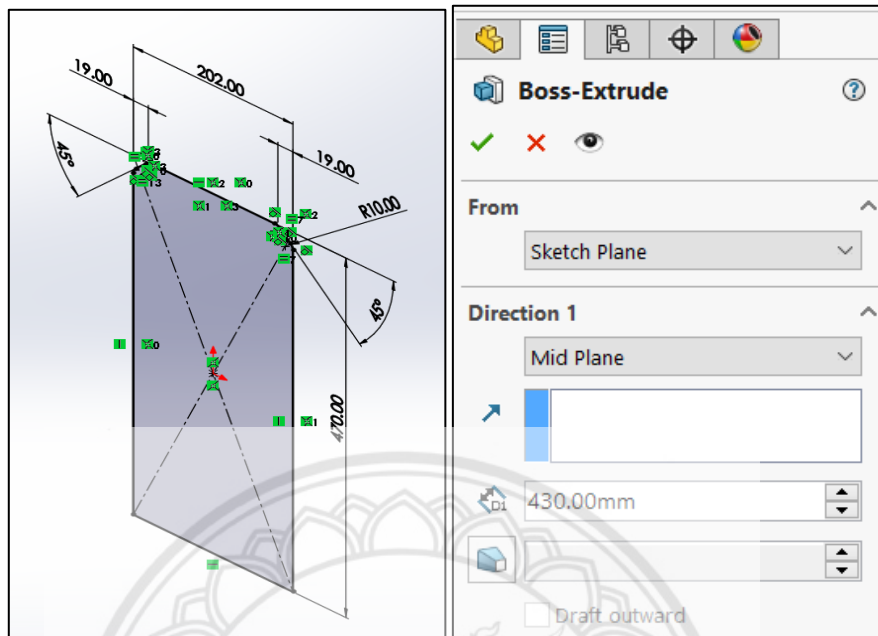 19.00
202.00
45°
19.00
R10.00
45°
470.00
Boss-Extrude
From
Sketch Plane
Direction 1
Mid Plane
D1
430.00mm
Draft outward